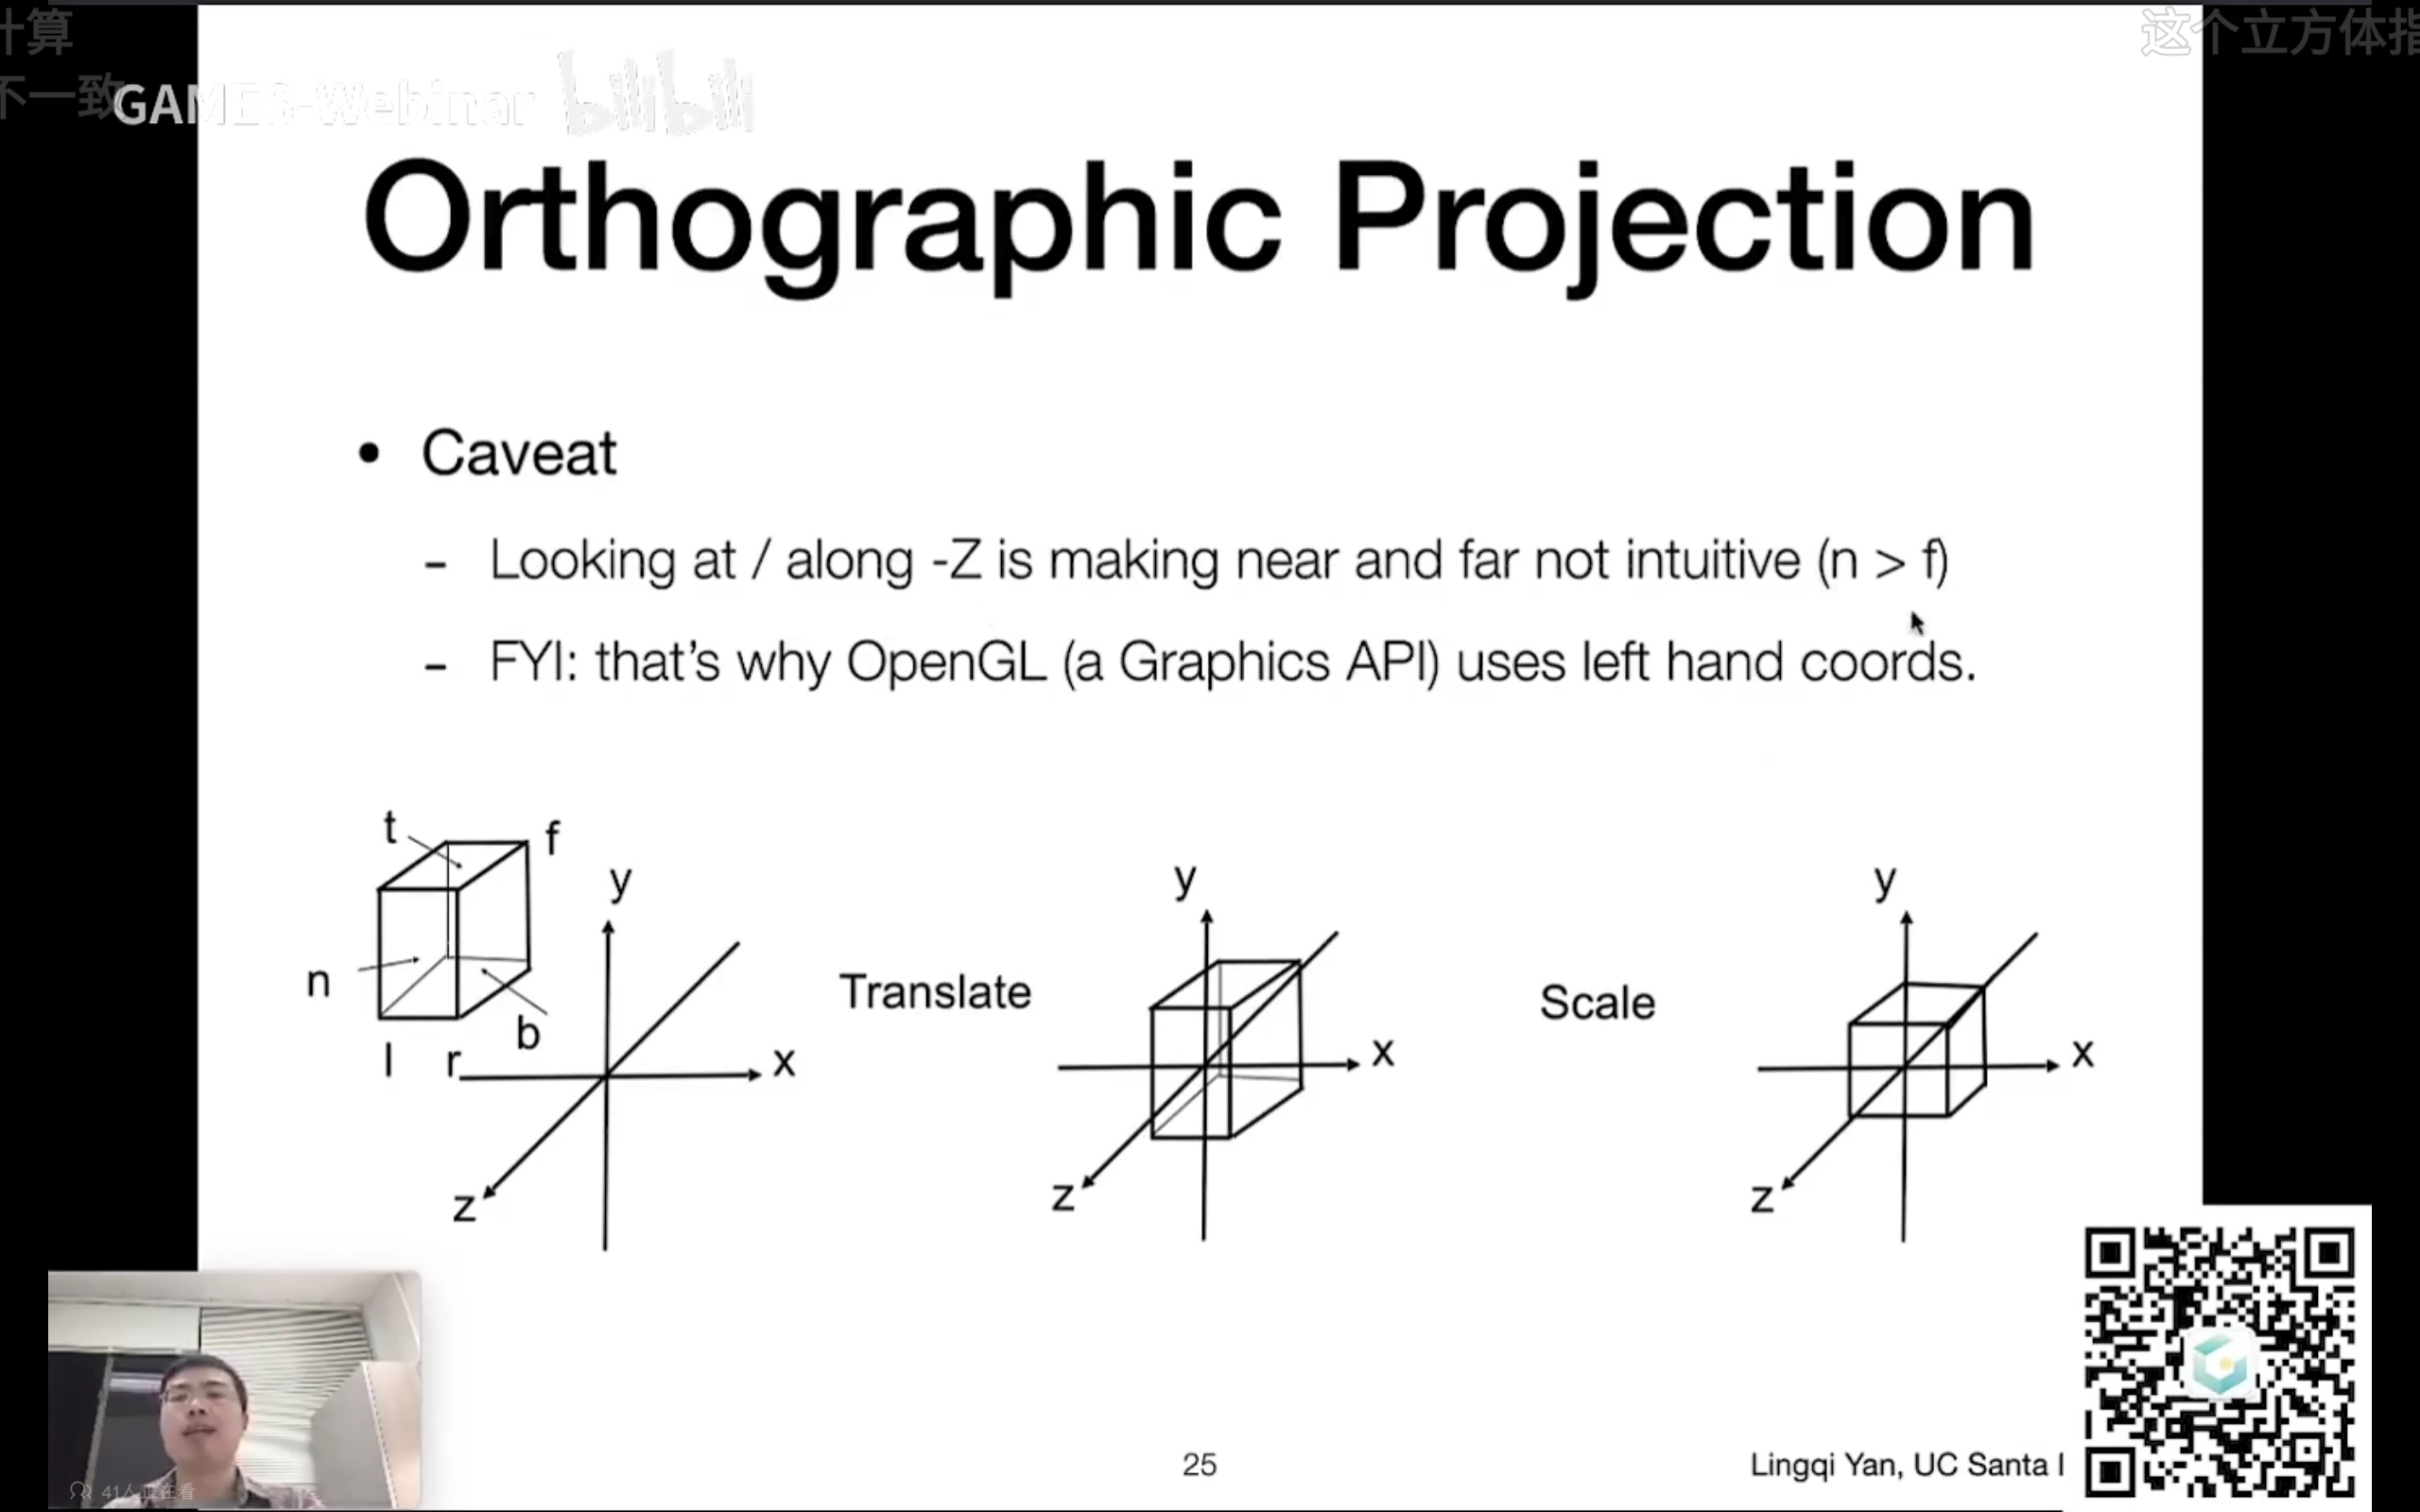 计算
这个立方体指
不一致
GAMES-Webinar bilibili
Orthographic Projection
• Caveat
- Looking at / along -Z is making near and far not intuitive (n > f)
- FYI: that's why OpenGL (a Graphics API) uses left hand coords.
t f
y y y
n Translate Scale
b
l r x x x
z z z
41人正在看
25
Lingqi Yan, UC Santa